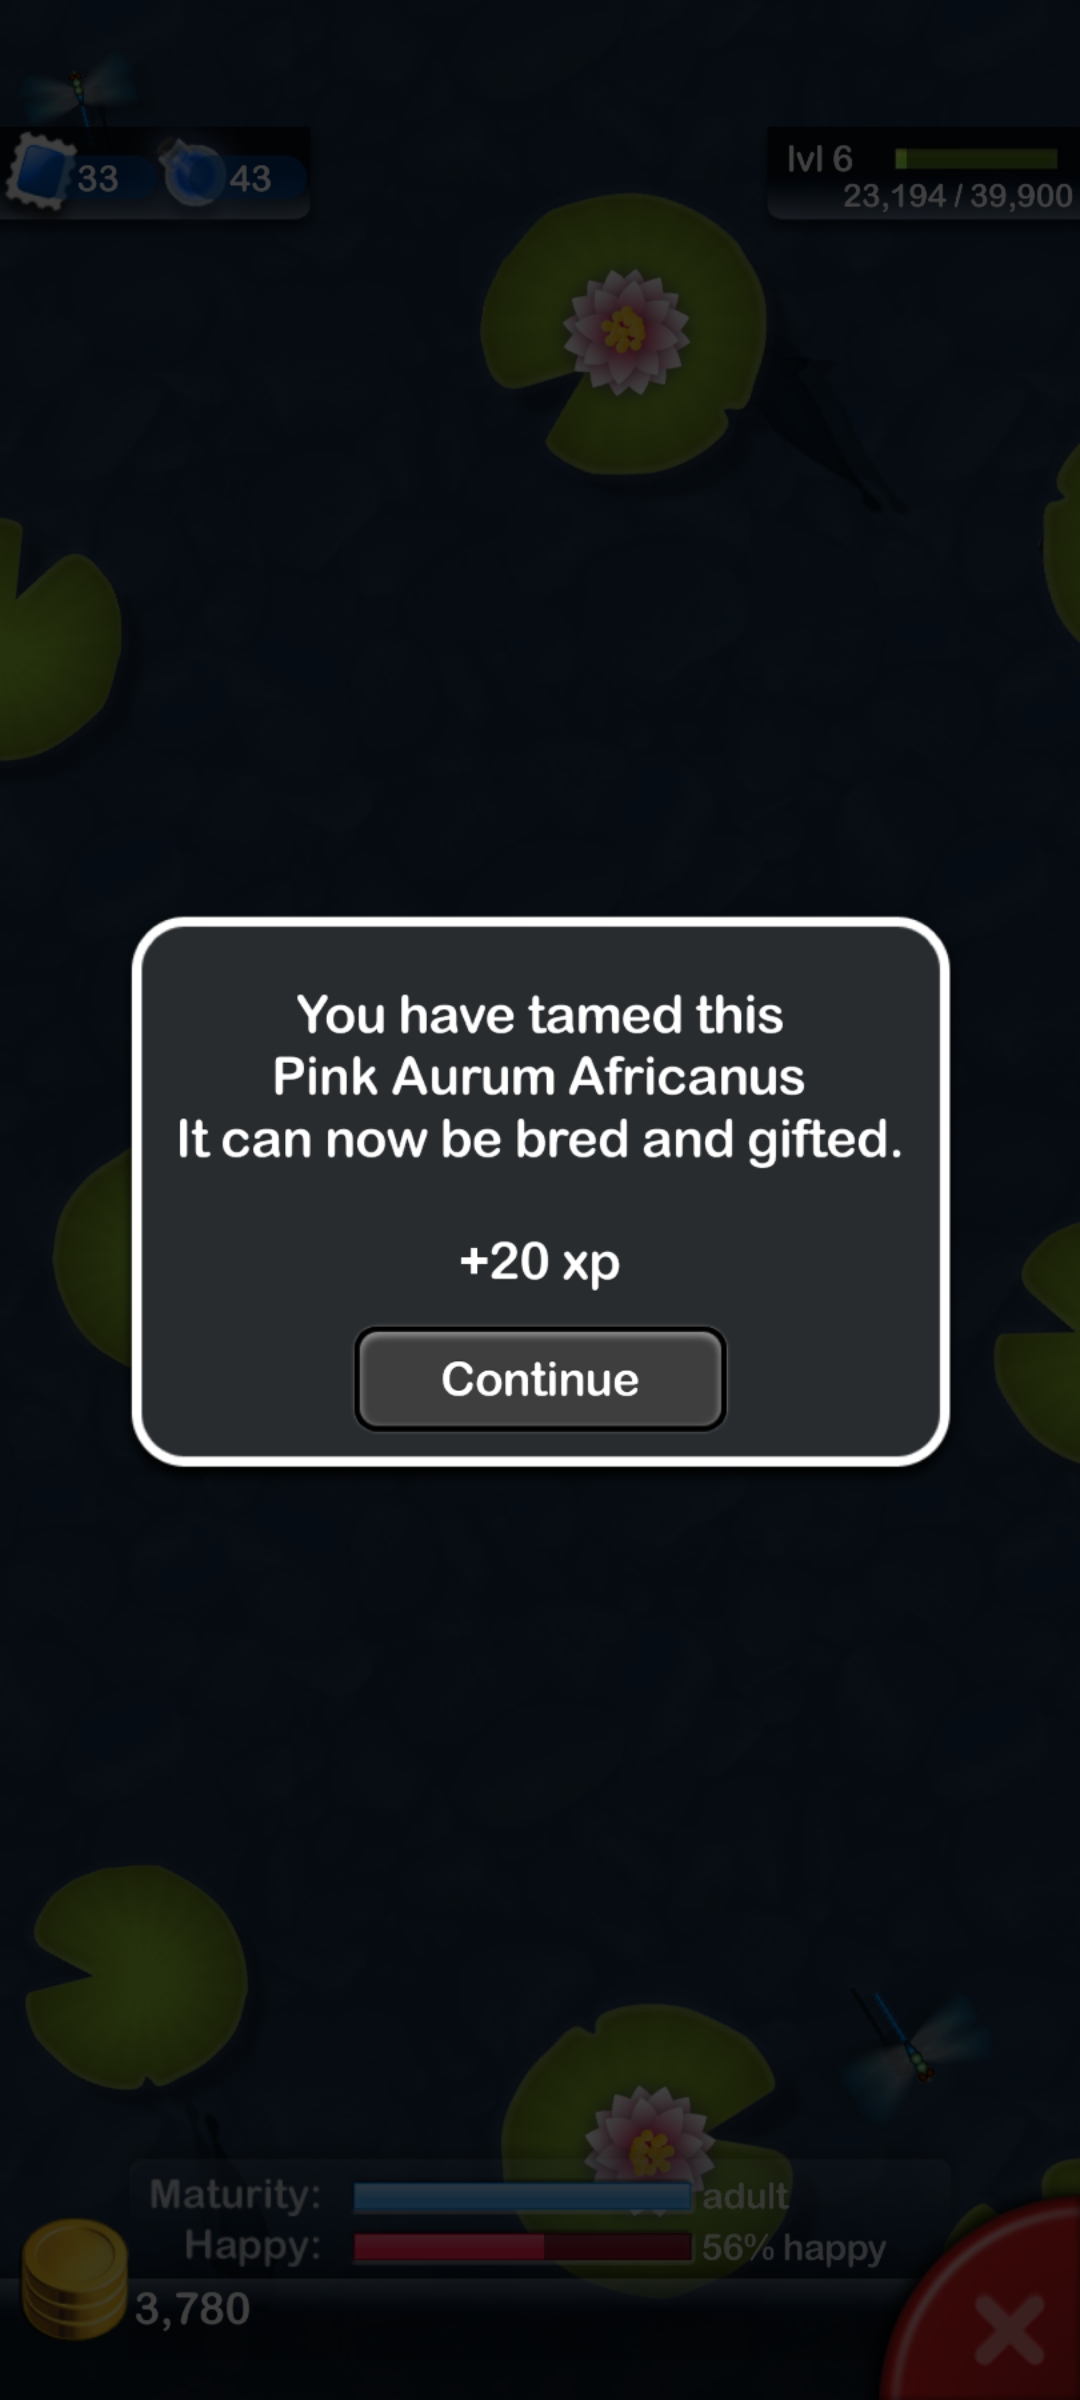 33
43
lvl 6
23,194 / 39,900
You have tamed this
Pink Aurum Africanus
It can now be bred and gifted.
+20 xp
Continue
Maturity: adult
Happy: 56% happy
3,780